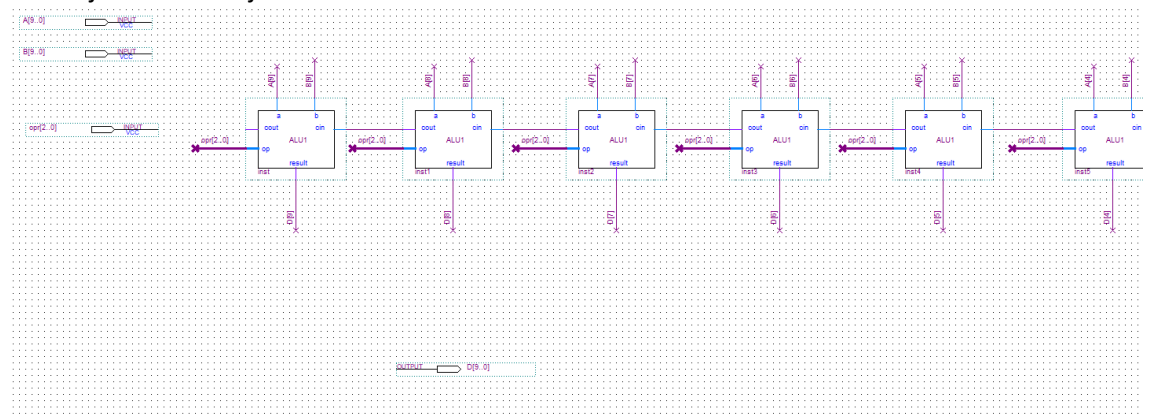 A[9..0] INPUT VCC
B[9..0] INPUT VCC
opr[2..0] INPUT VCC
A[9] B[9] A[8] B[8] A[7] B[7] A[6] B[6] A[5] B[5] A[4] B[4]
a b a b a b a b a b a b
cout cin cout cin cout cin cout cin cout cin cout
opr[2..0] ALU1 opr[2..0] ALU1 opr[2..0] ALU1 opr[2..0] ALU1 opr[2..0] ALU1 opr[2..0] ALU1
op op op op op op
result result result result result result
inst inst1 inst2 inst3 inst4 inst5
D[9] D[8] D[7] D[6] D[5] D[4]
OUTPUT D[9..0]